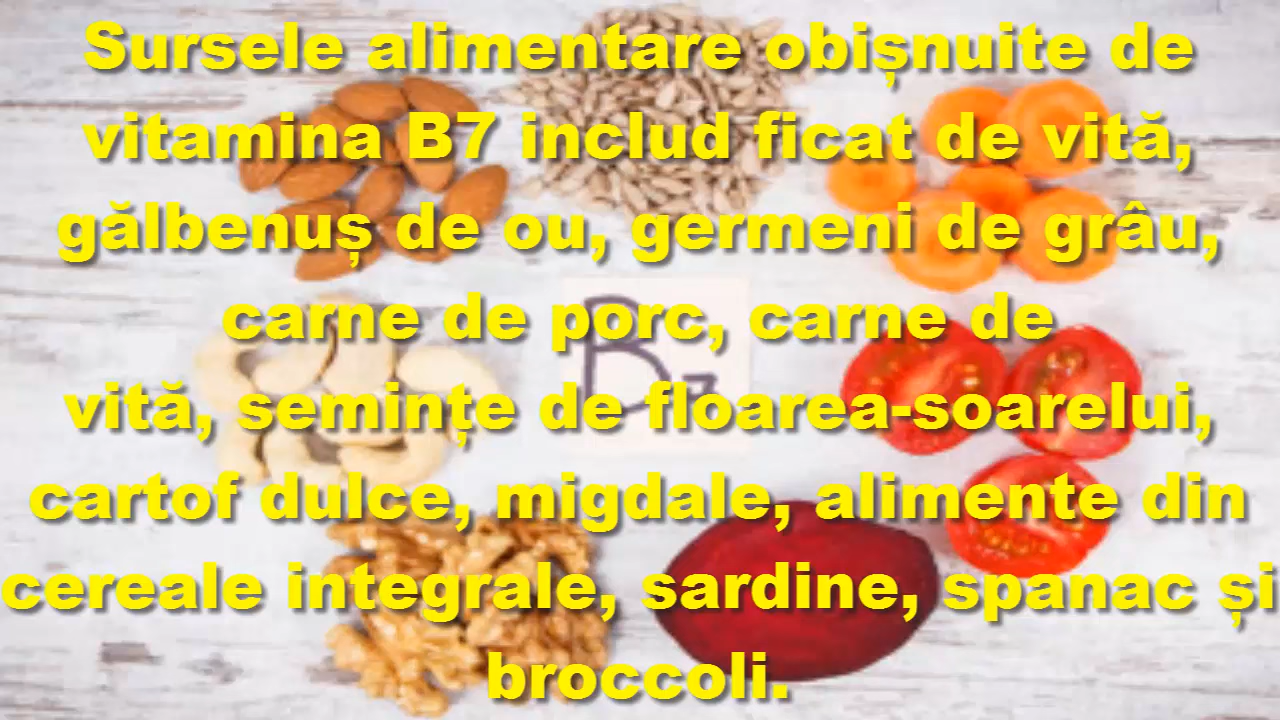 Sursele alimentare obișnuite de
vitamina B7 includ ficat de vită,
gălbenuș de ou, germeni de grâu,
carne de porc, carne de
vită, semințe de floarea-soarelui,
cartof dulce, migdale, alimente din
cereale integrale, sardine, spanac și
broccoli.
B7